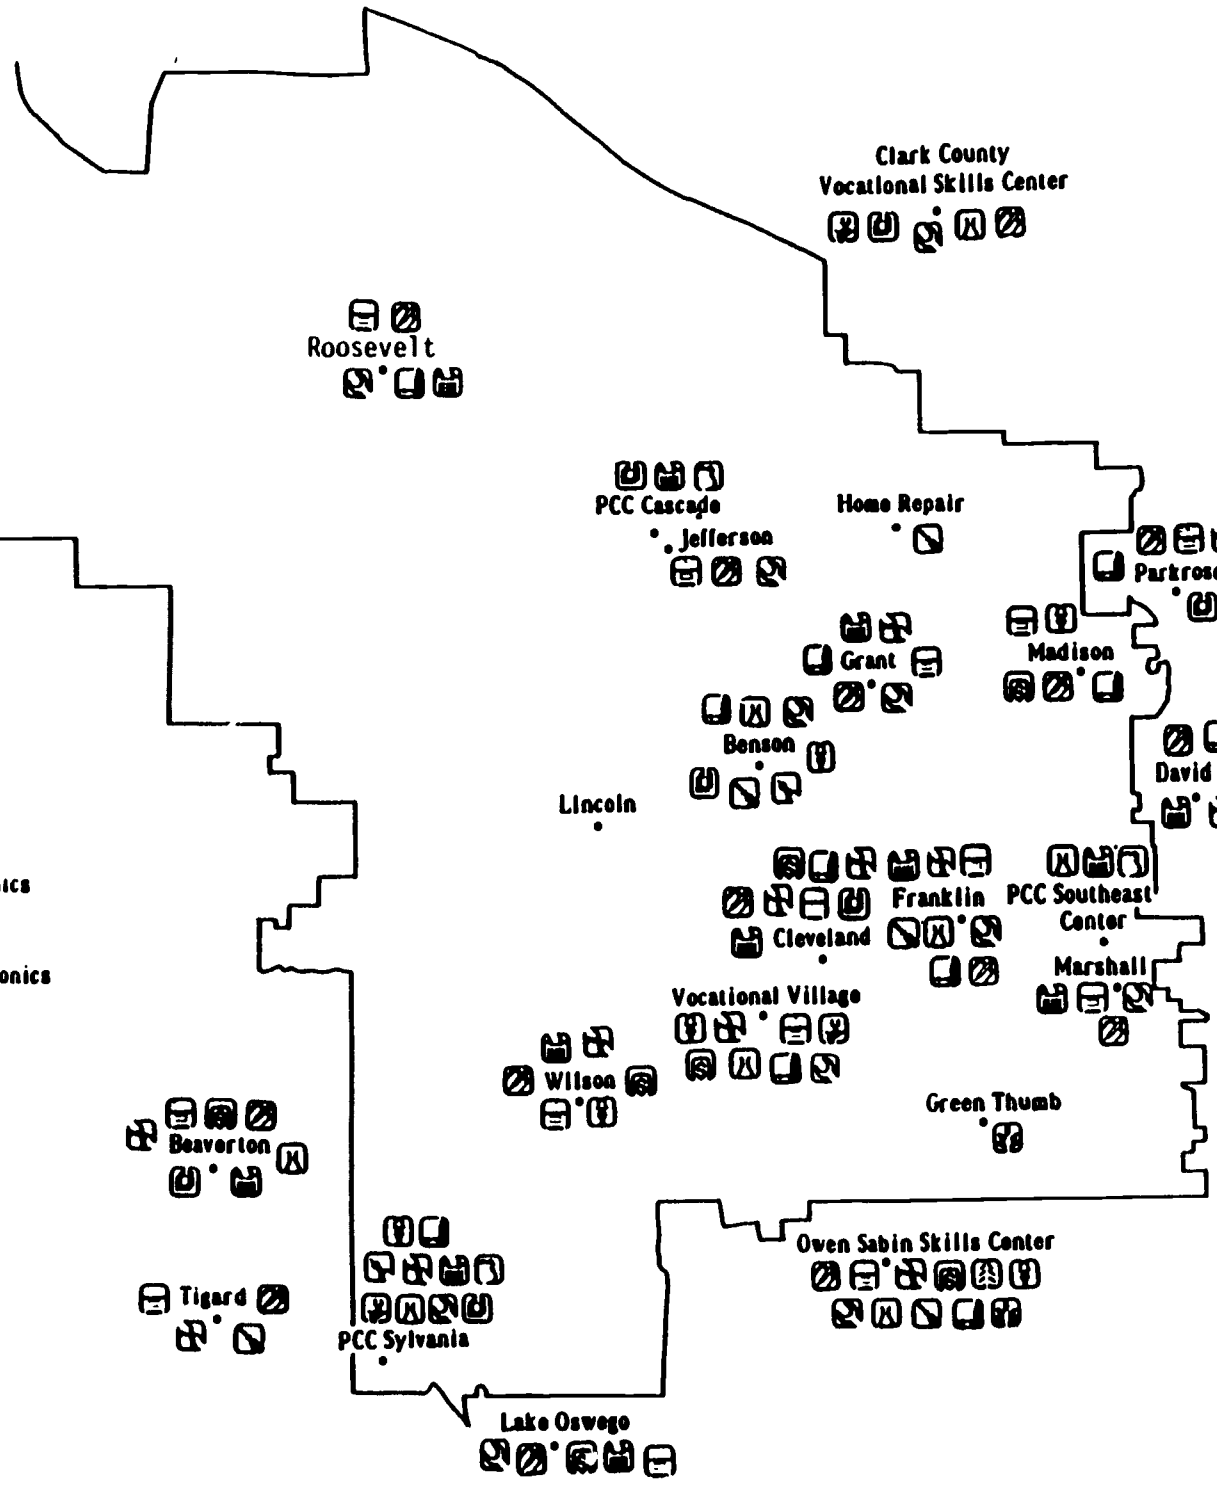 Clark County
Vocational Skills Center
Roosevelt
PCC Cascade
Home Repair
Jefferson
Parkrose
Madison
Grant
Benson
David
Lincoln
ics
Franklin
PCC Southeast
Center
Cleveland
onics
Marshall
Vocational Village
Wilson
Green Thumb
Beaverton
Owen Sabin Skills Center
Tigard
PCC Sylvania
Lake Oswego